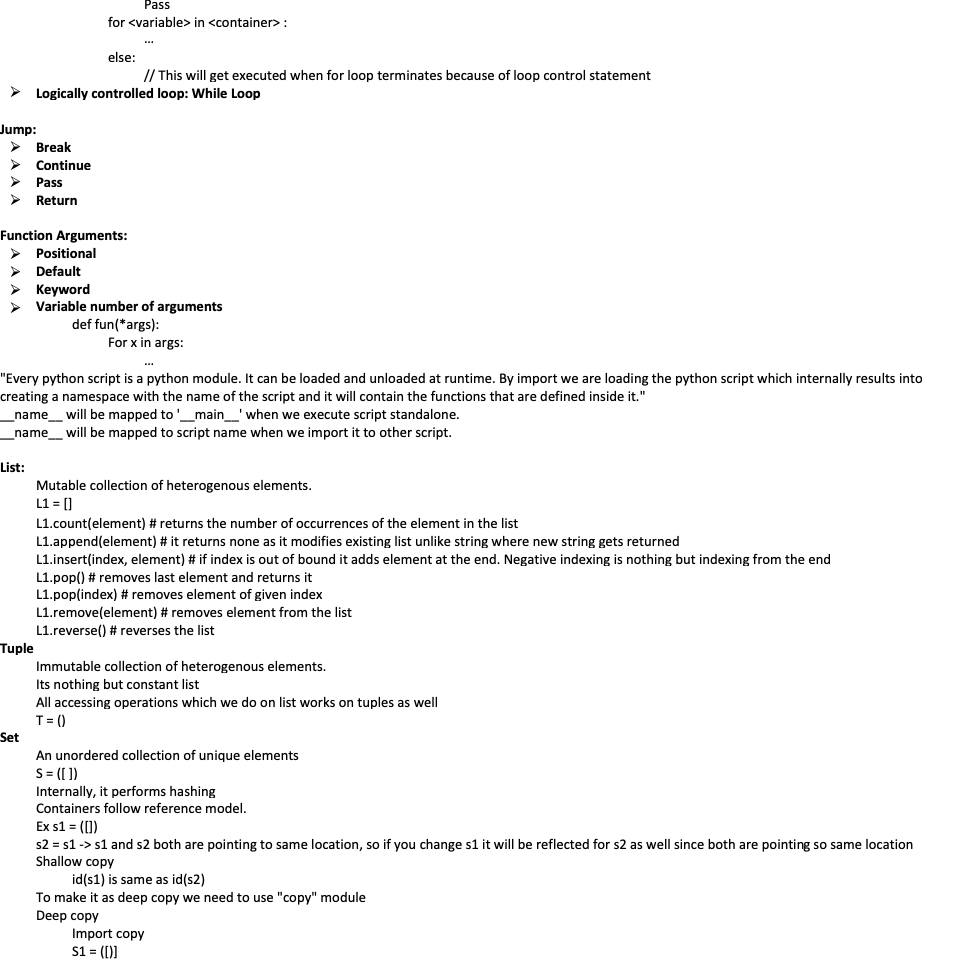 Pass
for <variable> in <container> :
...
else:
// This will get executed when for loop terminates because of loop control statement
➢ Logically controlled loop: While Loop
Jump:
➢ Break
➢ Continue
➢ Pass
➢ Return
Function Arguments:
➢ Positional
➢ Default
➢ Keyword
➢ Variable number of arguments
def fun(*args):
For x in args:
...
"Every python script is a python module. It can be loaded and unloaded at runtime. By import we are loading the python script which internally results into
creating a namespace with the name of the script and it will contain the functions that are defined inside it."
__name__ will be mapped to '__main__' when we execute script standalone.
__name__ will be mapped to script name when we import it to other script.
List:
Mutable collection of heterogenous elements.
L1 = []
L1.count(element) # returns the number of occurrences of the element in the list
L1.append(element) # it returns none as it modifies existing list unlike string where new string gets returned
L1.insert(index, element) # if index is out of bound it adds element at the end. Negative indexing is nothing but indexing from the end
L1.pop() # removes last element and returns it
L1.pop(index) # removes element of given index
L1.remove(element) # removes element from the list
L1.reverse() # reverses the list
Tuple
Immutable collection of heterogenous elements.
Its nothing but constant list
All accessing operations which we do on list works on tuples as well
T = ()
Set
An unordered collection of unique elements
S = ([ ])
Internally, it performs hashing
Containers follow reference model.
Ex s1 = ([])
s2 = s1 -> s1 and s2 both are pointing to same location, so if you change s1 it will be reflected for s2 as well since both are pointing so same location
Shallow copy
id(s1) is same as id(s2)
To make it as deep copy we need to use "copy" module
Deep copy
Import copy
S1 = ([)]